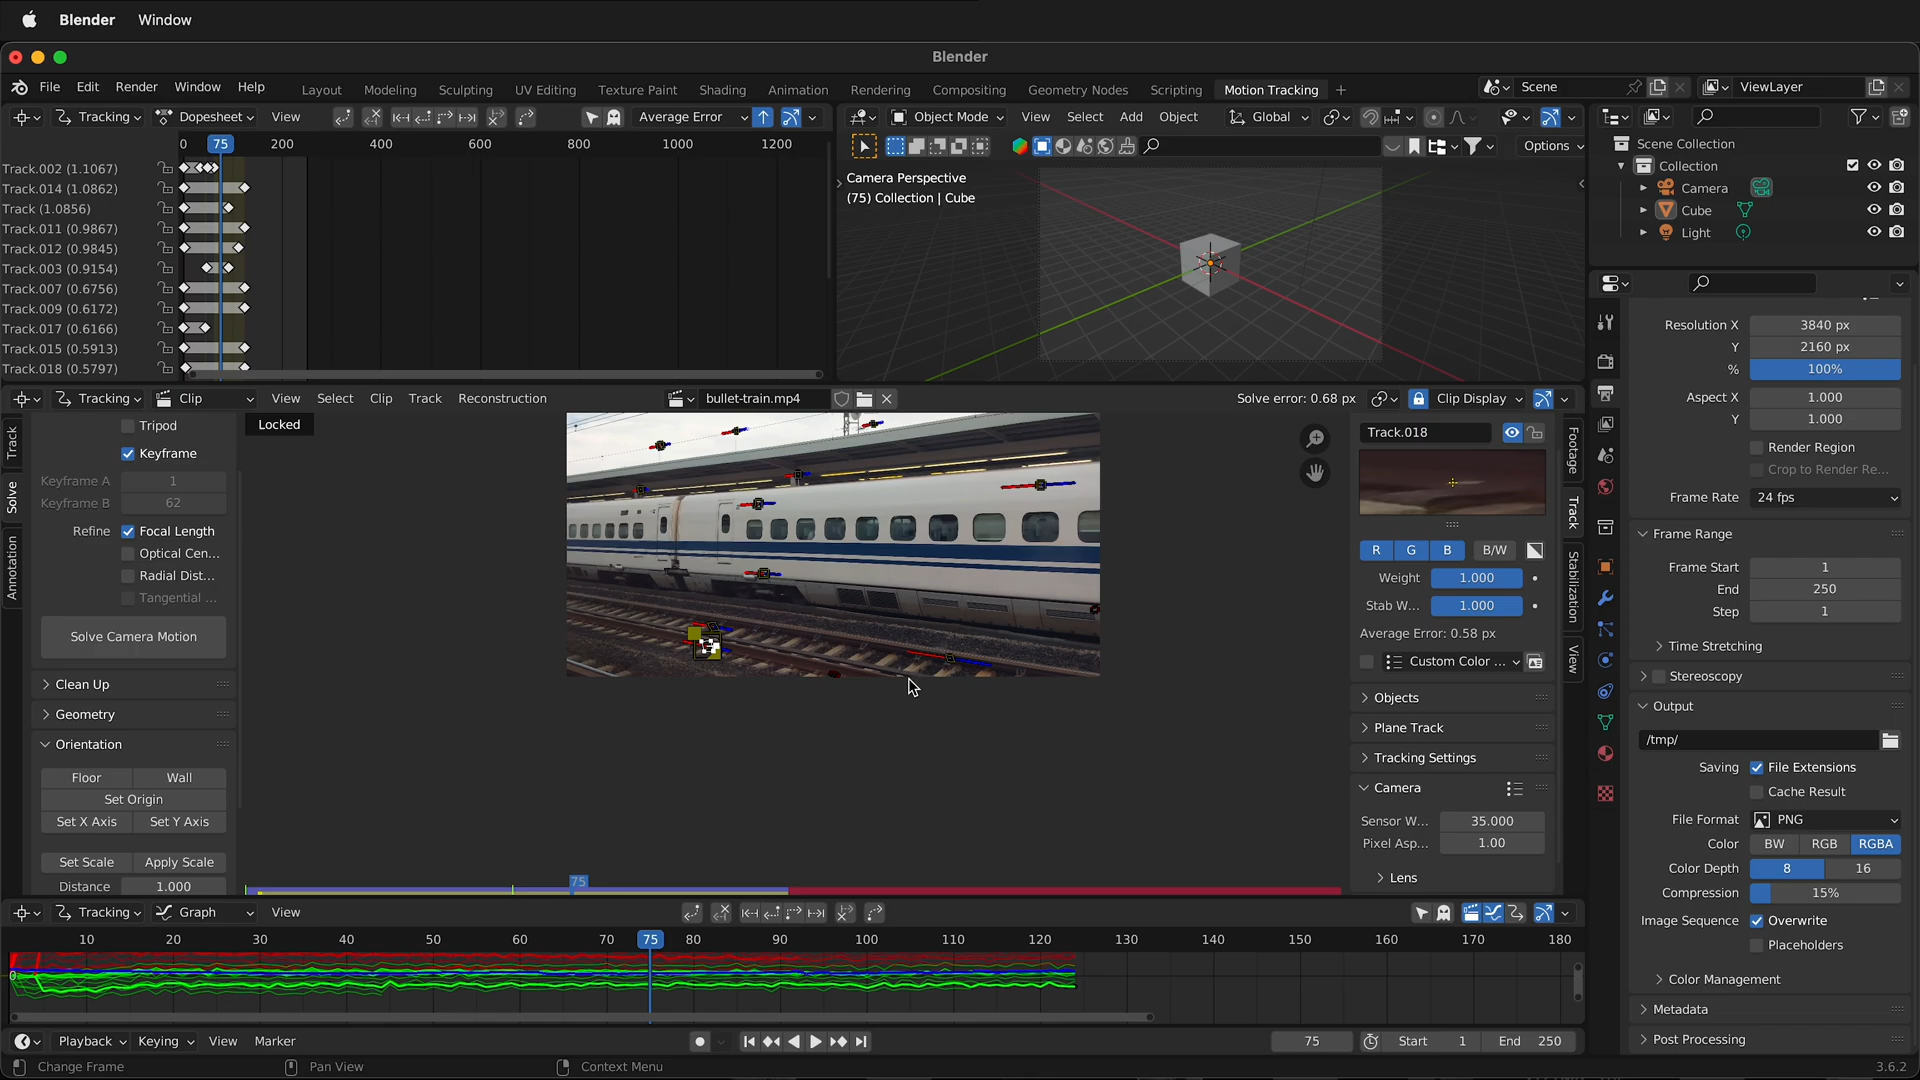 Blender Window
Blender
File Edit Render Window Help Layout Modeling Sculpting UV Editing Texture Paint Shading Animation Rendering Compositing Geometry Nodes Scripting Motion Tracking + Scene ViewLayer
Tracking Dopesheet View Average Error
0 75 200 400 600 800 1000 1200
Track.002 (1.1067)
Track.014 (1.0862)
Track (1.0856)
Track.011 (0.9867)
Track.012 (0.9845)
Track.003 (0.9154)
Track.007 (0.6756)
Track.009 (0.6172)
Track.017 (0.6166)
Track.015 (0.5913)
Track.018 (0.5797)
Object Mode View Select Add Object Global
Options
Camera Perspective
(75) Collection | Cube
Scene Collection
Collection
Camera
Cube
Light
Tracking Clip View Select Clip Track Reconstruction bullet-train.mp4 Solve error: 0.68 px Clip Display
Track
Solve
Annotation
Tripod
Keyframe
Keyframe A 1
Keyframe B 62
Refine Focal Length
Optical Cen...
Radial Dist...
Tangential ...
Solve Camera Motion
Clean Up
Geometry
Orientation
Floor Wall
Set Origin
Set X Axis Set Y Axis
Set Scale Apply Scale
Distance 1.000
Locked
75
Track.018
R G B B/W
Weight 1.000
Stab W... 1.000
Average Error: 0.58 px
Custom Color ...
Objects
Plane Track
Tracking Settings
Camera
Sensor W... 35.000
Pixel Asp... 1.00
Lens
Footage
Track
Stabilization
View
Resolution X 3840 px
Y 2160 px
% 100%
Aspect X 1.000
Y 1.000
Render Region
Crop to Render Re...
Frame Rate 24 fps
Frame Range
Frame Start 1
End 250
Step 1
Time Stretching
Stereoscopy
Output
/tmp/
Saving File Extensions
Cache Result
File Format PNG
Color BW RGB RGBA
Color Depth 8 16
Compression 15%
Image Sequence Overwrite
Placeholders
Color Management
Metadata
Post Processing
Tracking Graph View
10 20 30 40 50 60 70 75 80 90 100 110 120 130 140 150 160 170 180
0
Playback Keying View Marker 75 Start 1 End 250
Change Frame Pan View Context Menu 3.6.2